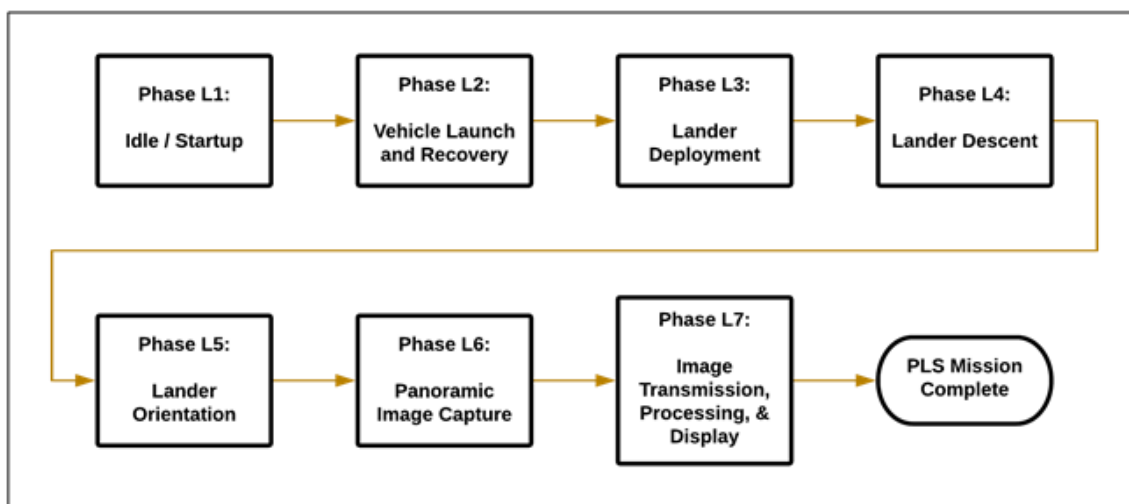 Phase L1:
Idle / Startup
Phase L2:
Vehicle Launch
and Recovery
Phase L3:
Lander
Deployment
Phase L4:
Lander Descent
Phase L5:
Lander
Orientation
Phase L6:
Panoramic
Image Capture
Phase L7:
Image
Transmission,
Processing, &
Display
PLS Mission
Complete